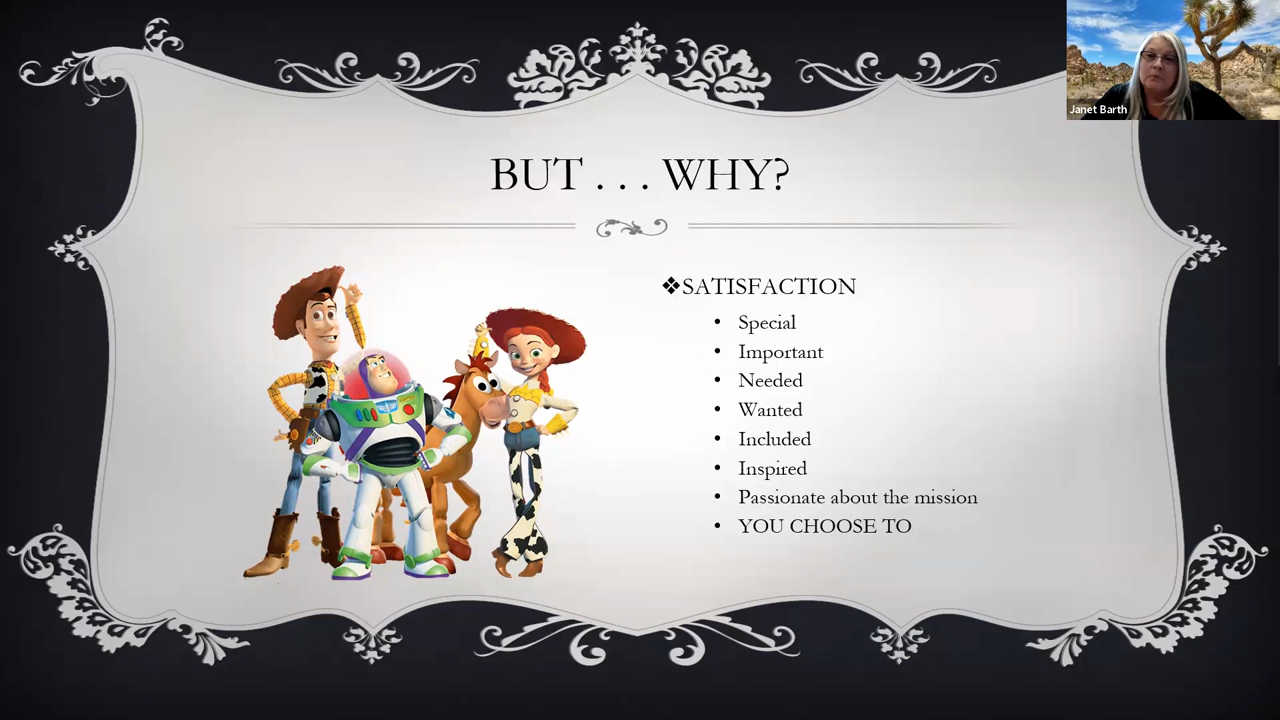 Janet Barth
BUT . . . WHY?
❖SATISFACTION
• Special
• Important
• Needed
• Wanted
• Included
• Inspired
• Passionate about the mission
• YOU CHOOSE TO